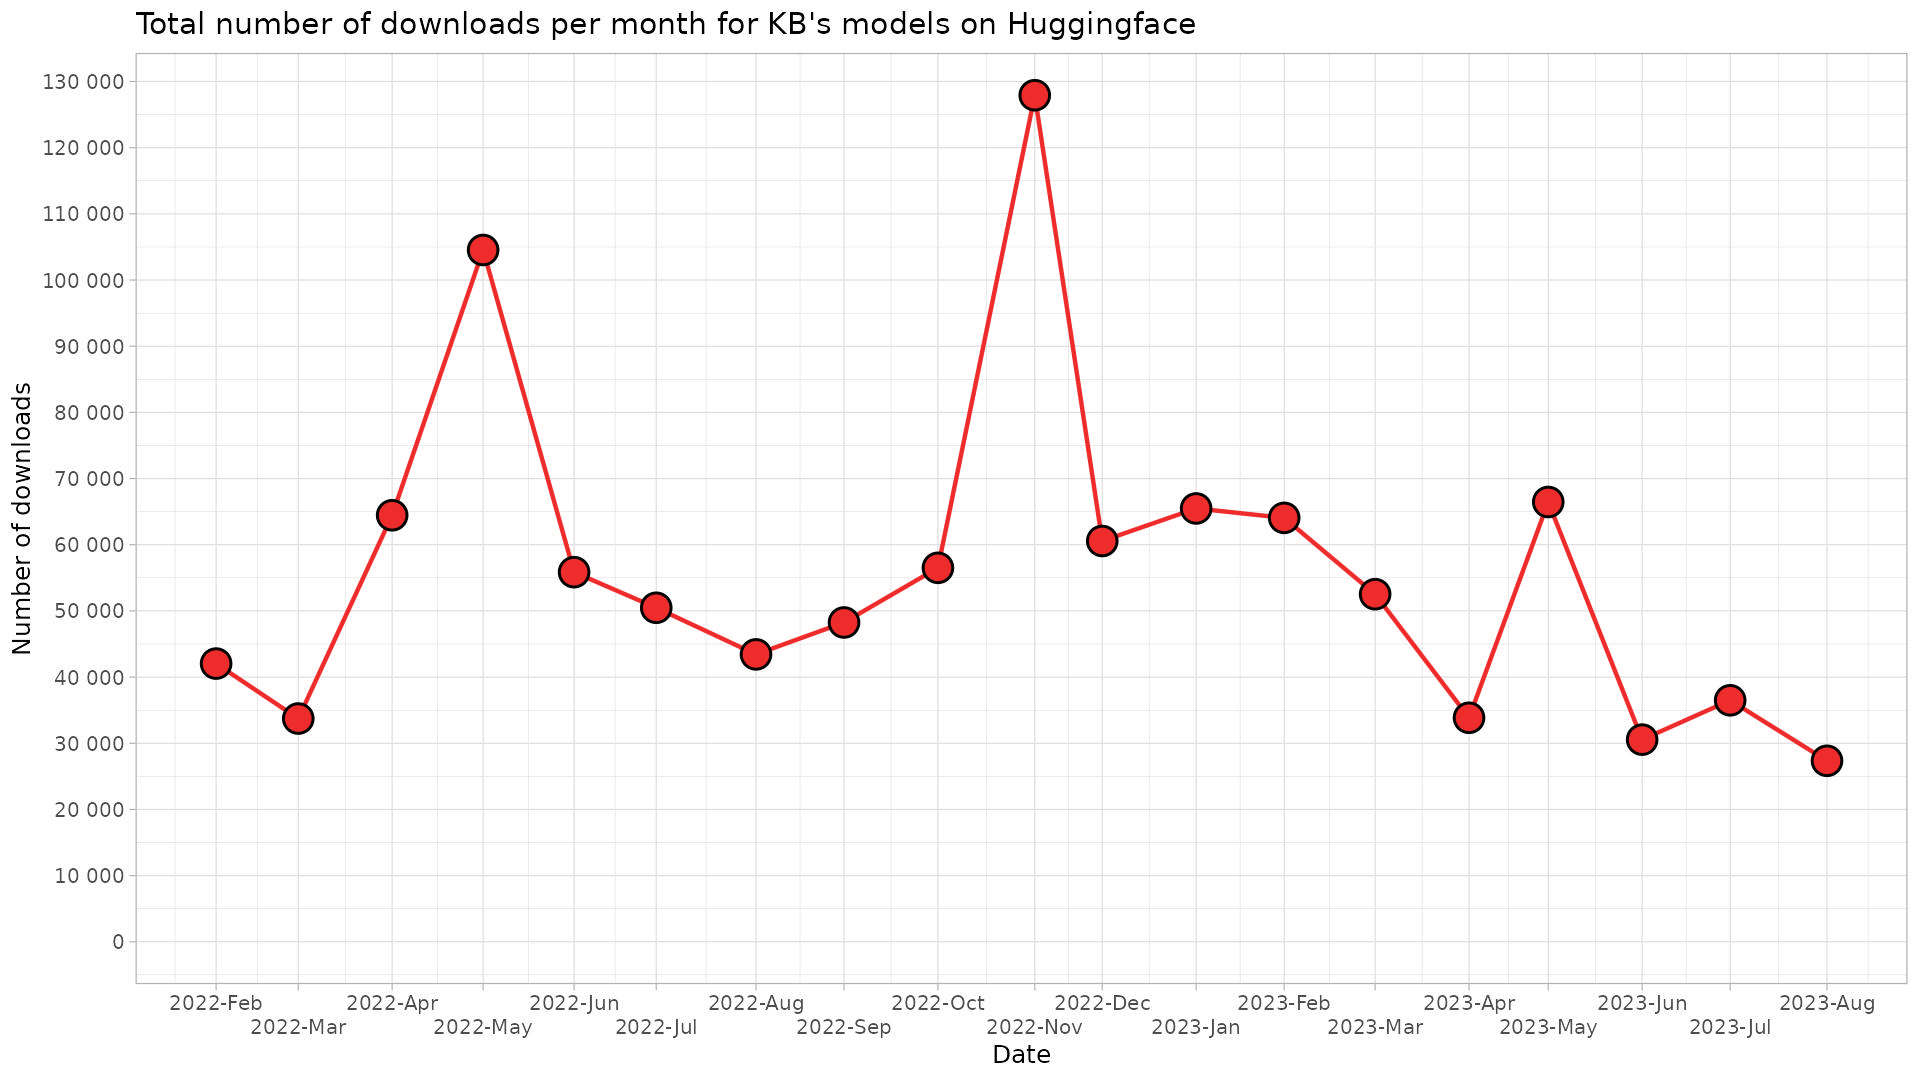 Total number of downloads per month for KB's models on Huggingface
130 000
120 000
110 000
100 000
90 000
80 000
70 000
60 000
50 000
40 000
30 000
20 000
10 000
0
Number of downloads
2022-Feb 2022-Apr 2022-Jun 2022-Aug 2022-Oct 2022-Dec 2023-Feb 2023-Apr 2023-Jun 2023-Aug
2022-Mar 2022-May 2022-Jul 2022-Sep 2022-Nov 2023-Jan 2023-Mar 2023-May 2023-Jul
Date